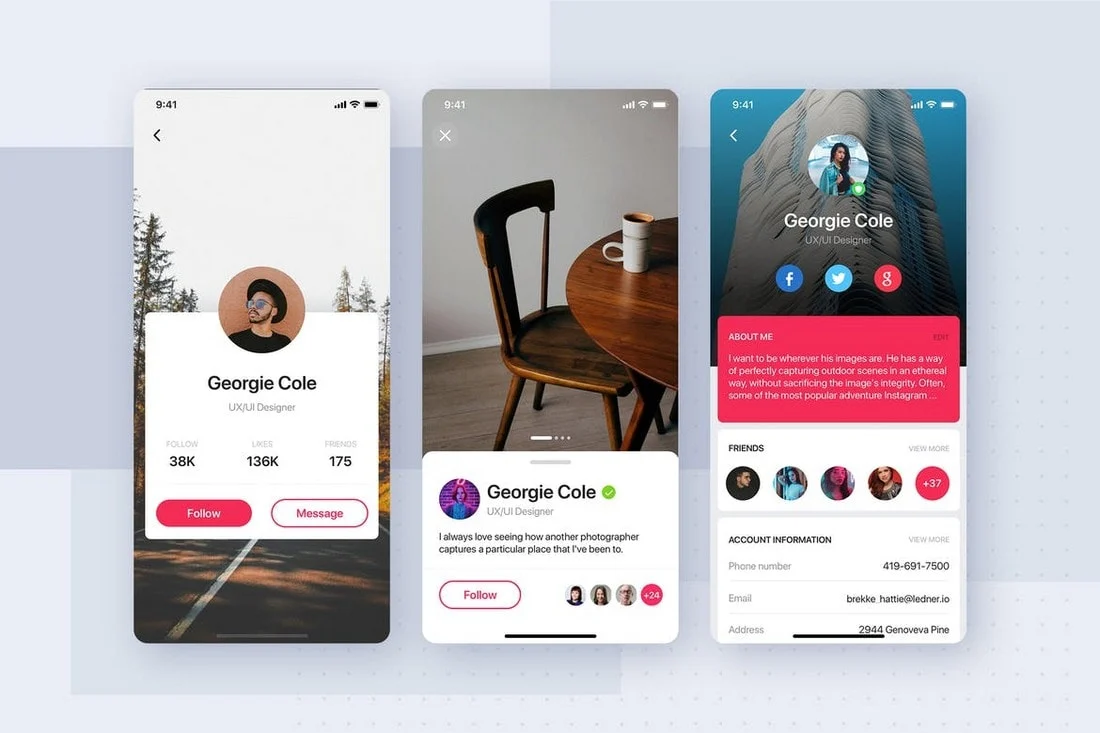 9:41
Georgie Cole
UX/UI Designer
FOLLOW LIKES FRIENDS
38K 136K 175
Follow Message
9:41
Georgie Cole
UX/UI Designer
I always love seeing how another photographer
captures a particular place that I've been to.
Follow +24
9:41
Georgie Cole
UX/UI Designer
f g
ABOUT ME EDIT
I want to be wherever his images are. He has a way
of perfectly capturing outdoor scenes in an ethereal
way, without sacrificing the image's integrity. Often,
some of the most popular adventure Instagram ...
FRIENDS VIEW MORE
+37
ACCOUNT INFORMATION VIEW MORE
Phone number 419-691-7500
Email brekke_hattie@ledner.io
Address 2944 Genoveva Pine